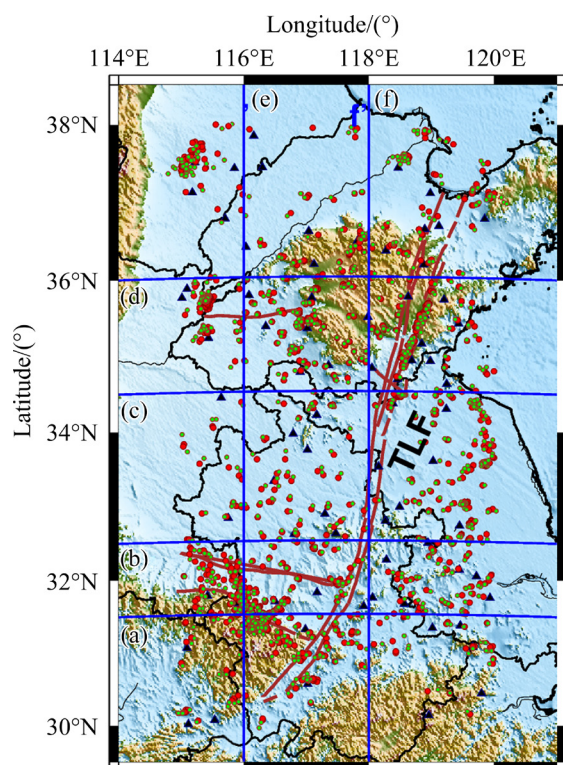 Longitude/(°)
114°E 116°E 118°E 120°E
(e) (f)
38°N
36°N
(d)
(c)
34°N
TLF
(b)
32°N
(a)
30°N
Latitude/(°)